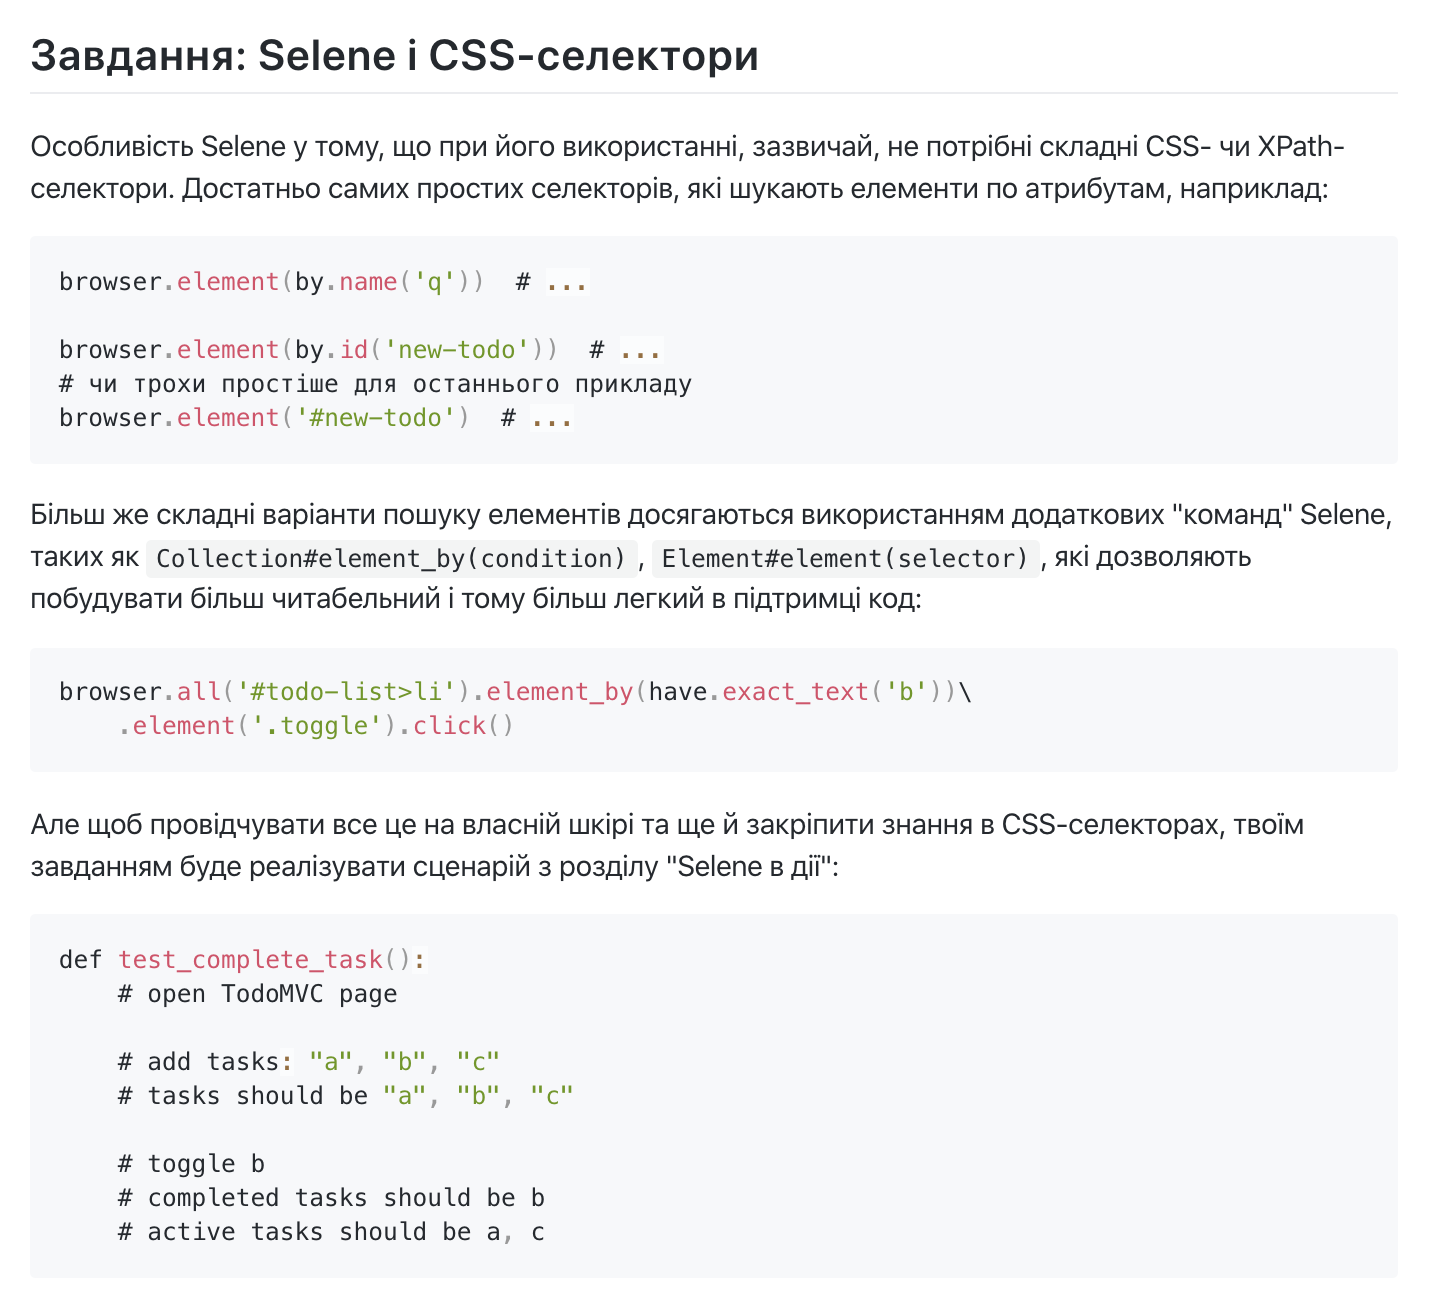 Завдання: Selene і CSS-селектори
Особливість Selene у тому, що при його використанні, зазвичай, не потрібні складні CSS- чи XPath-
селектори. Достатньо самих простих селекторів, які шукають елементи по атрибутам, наприклад:
browser.element(by.name('q'))  # ...
browser.element(by.id('new-todo'))  # ...
# чи трохи простіше для останнього прикладу
browser.element('#new-todo')  # ...
Більш же складні варіанти пошуку елементів досягаються використанням додаткових "команд" Selene,
таких як Collection#element_by(condition), Element#element(selector), які дозволяють
побудувати більш читабельний і тому більш легкий в підтримці код:
browser.all('#todo-list>li').element_by(have.exact_text('b'))\
    .element('.toggle').click()
Але щоб провідчувати все це на власній шкірі та ще й закріпити знання в CSS-селекторах, твоїм
завданням буде реалізувати сценарій з розділу "Selene в дії":
def test_complete_task():
    # open TodoMVC page
    # add tasks: "a", "b", "c"
    # tasks should be "a", "b", "c"
    # toggle b
    # completed tasks should be b
    # active tasks should be a, c